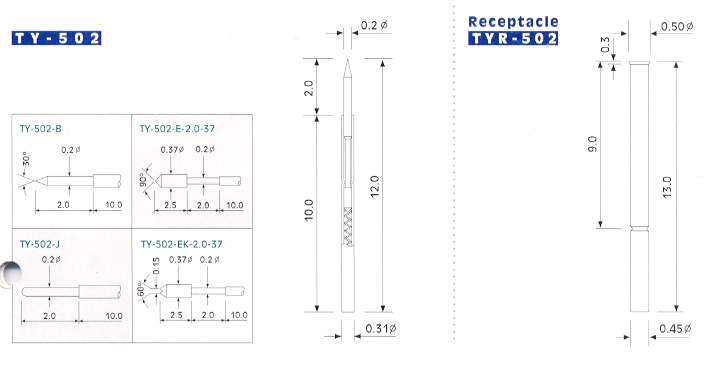 TY-502
TY-502-B
30°
0.2ø
2.0
10.0
TY-502-E-2.0-37
90°
0.37ø
0.2ø
2.5
2.0
10.0
TY-502-J
0.2ø
2.0
10.0
TY-502-EK-2.0-37
60°
0.15
0.37ø
0.2ø
2.5
2.0
10.0
0.2ø
2.0
10.0
12.0
0.31ø
Receptacle
TYR-502
0.3
0.50ø
9.0
13.0
0.45ø